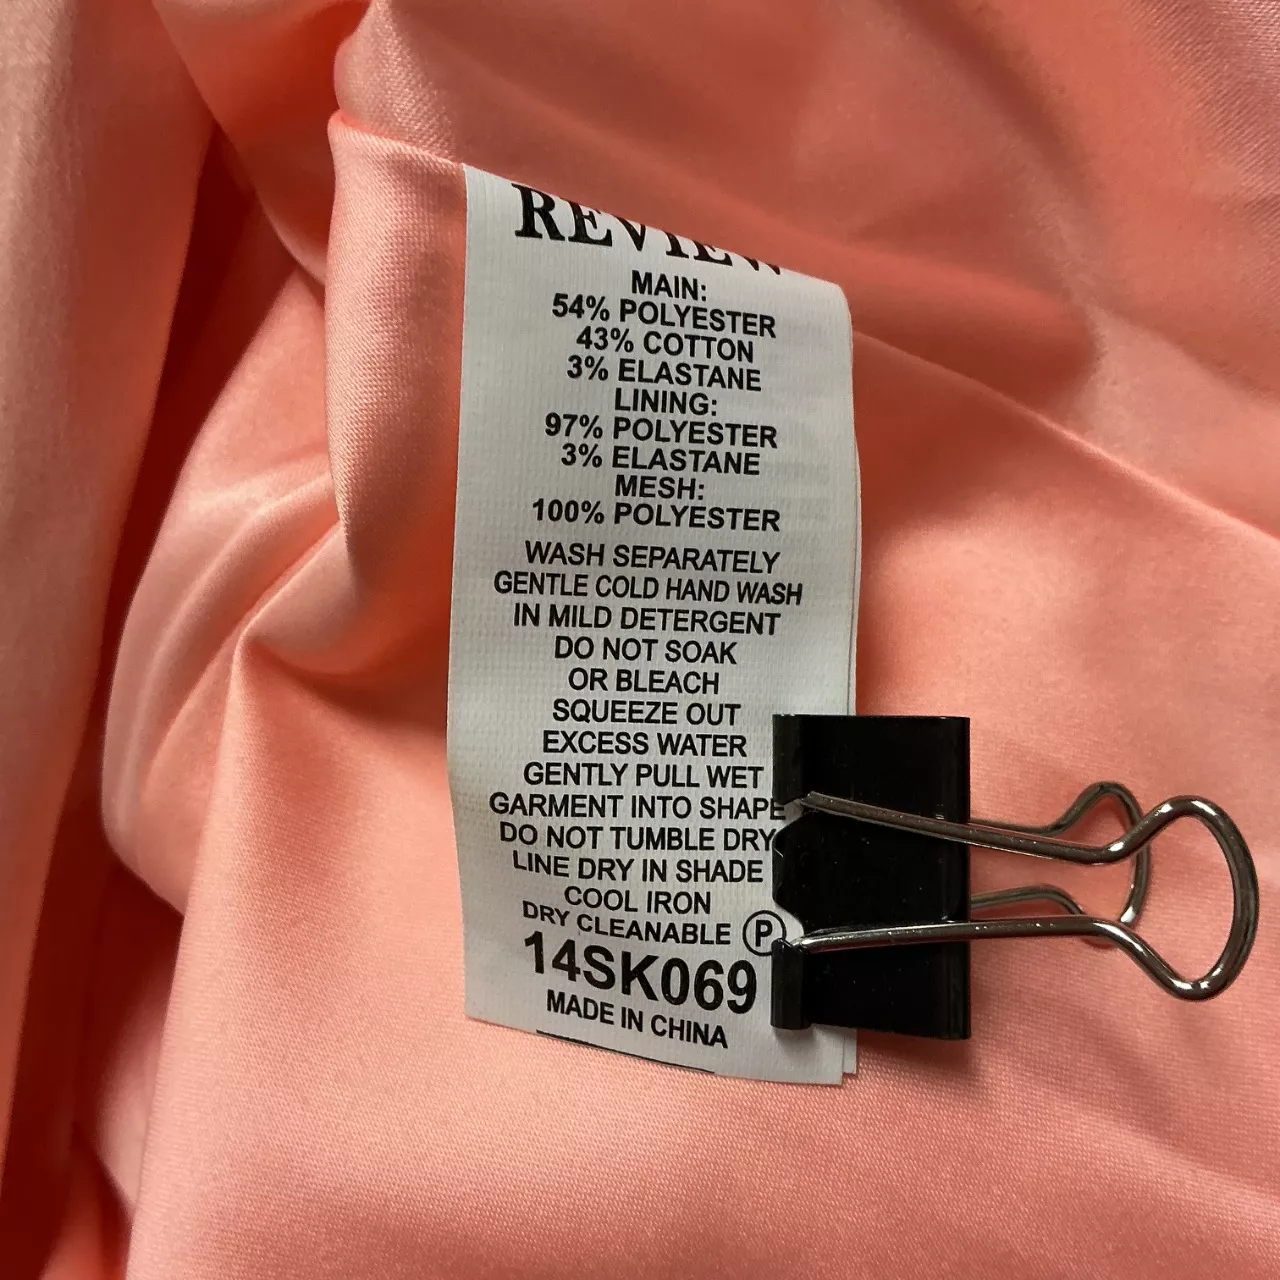 REVIEW
MAIN:
54% POLYESTER
43% COTTON
3% ELASTANE
LINING:
97% POLYESTER
3% ELASTANE
MESH:
100% POLYESTER
WASH SEPARATELY
GENTLE COLD HAND WASH
IN MILD DETERGENT
DO NOT SOAK
OR BLEACH
SQUEEZE OUT
EXCESS WATER
GENTLY PULL WET
GARMENT INTO SHAPE
DO NOT TUMBLE DRY
LINE DRY IN SHADE
COOL IRON
DRY CLEANABLE P
14SK069
MADE IN CHINA